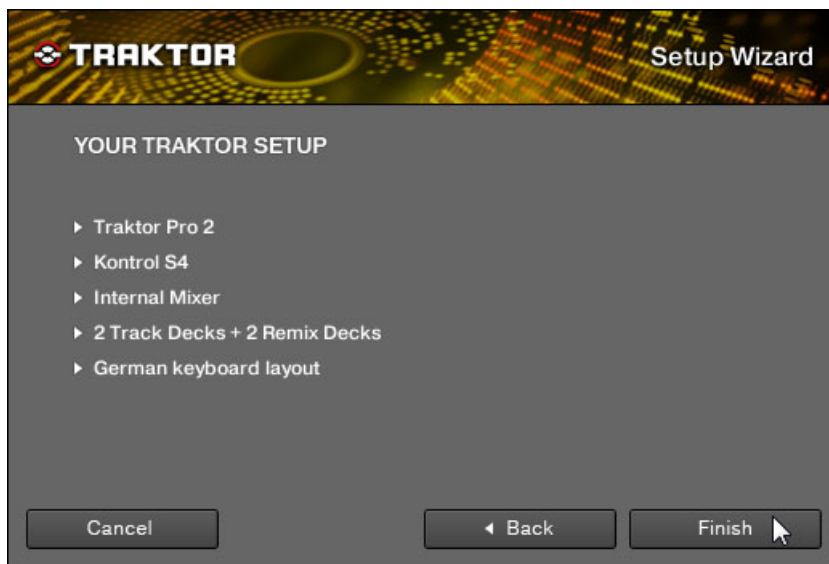 TRAKTOR
Setup Wizard
YOUR TRAKTOR SETUP
Traktor Pro 2
Kontrol S4
Internal Mixer
2 Track Decks + 2 Remix Decks
German keyboard layout
Cancel
Back
Finish